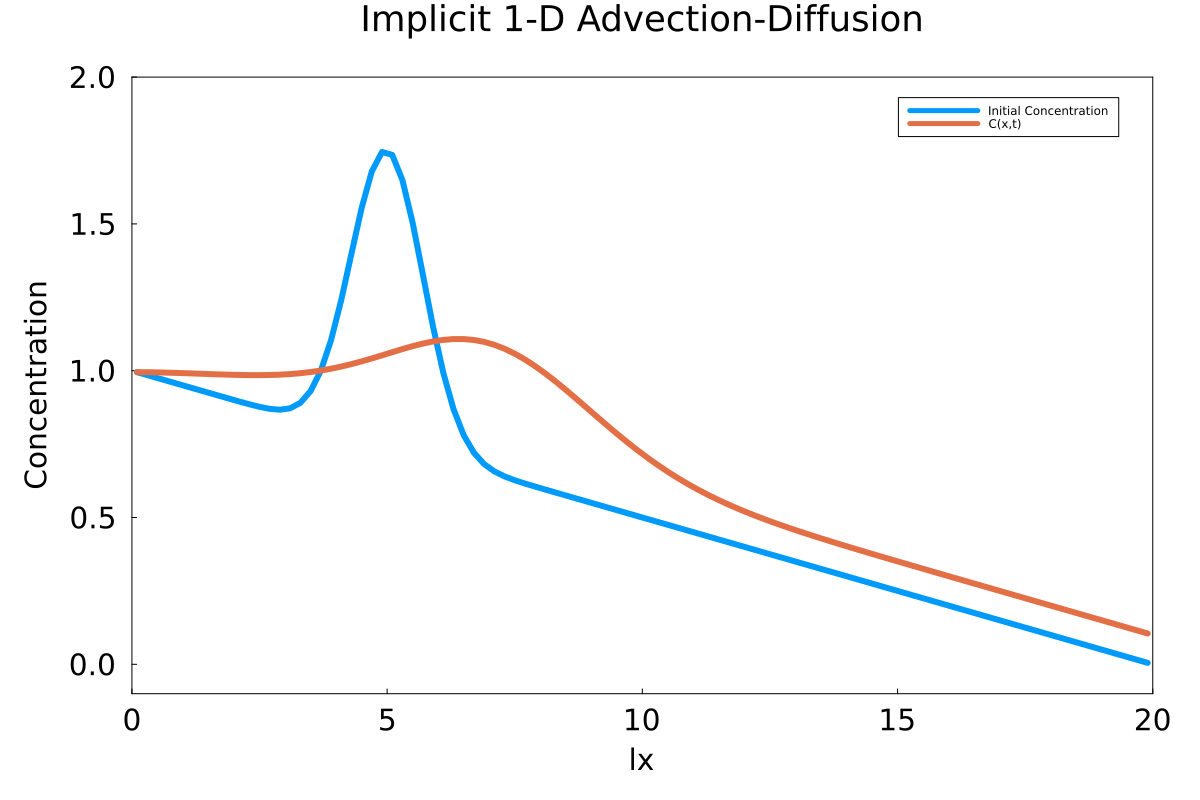 Implicit 1-D Advection-Diffusion
2.0
Initial Concentration
C(x,t)
1.5
1.0
0.5
0.0
Concentration
0 5 10 15 20
lx